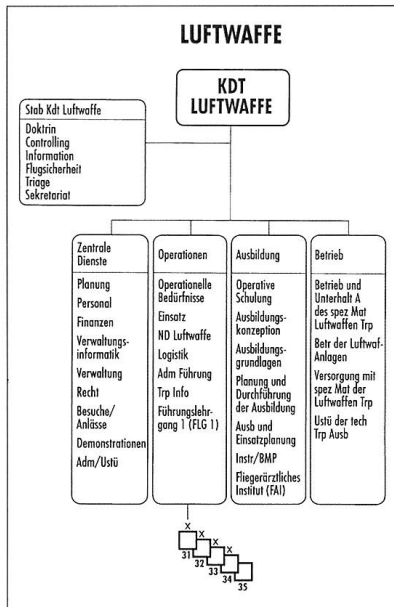 LUFTWAFFE
KDT
LUFTWAFFE
Stab Kdt Luftwaffe
Doktrin
Controlling
Information
Flugsicherheit
Triage
Sekretariat
Zentrale
Dienste
Planung
Personal
Finanzen
Verwaltungs-
informatik
Verwaltung
Recht
Besuche/
Anlässe
Demonstrationen
Adm/Ustü
Operationen
Operationelle
Bedürfnisse
Einsatz
ND Luftwaffe
Logistik
Adm Führung
Trp Info
Führungslehr-
gang 1 (FLG 1)
Ausbildung
Operative
Schulung
Ausbildungs-
konzeption
Ausbildungs-
grundlagen
Planung und
Durchführung
der Ausbildung
Ausb und
Einsatzplanung
Instr/BMP
Fliegerärztliches
Institut (FAI)
Betrieb
Betrieb und
Unterhalt A
des spez Mat
Luftwaffen Trp
Betr der Luftwaf-
Anlagen
Versorgung mit
spez Mat der
Luftwaffen Trp
Ustü der tech
Trp Ausb
X
X
X
X
31
32
33
34
35